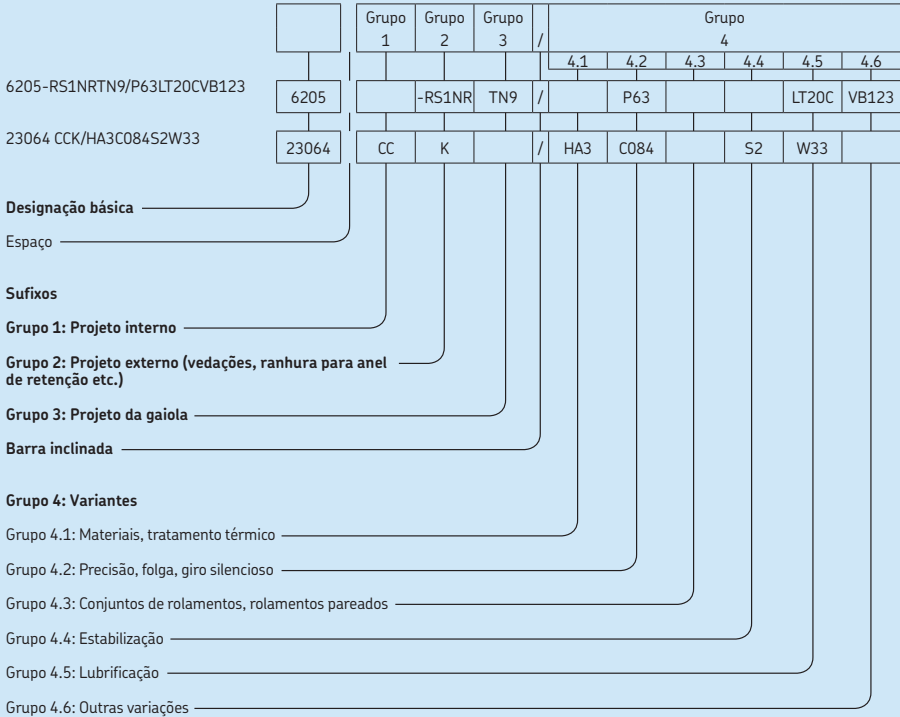 Grupo Grupo Grupo Grupo
1 2 3 / 4
4.1 4.2 4.3 4.4 4.5 4.6
6205-RS1NRTN9/P63LT20CVB123
6205 -RS1NR TN9 / P63 LT20C VB123
23064 CCK/HA3C084S2W33
23064 CC K / HA3 C084 S2 W33
Designação básica
Espaço
Sufixos
Grupo 1: Projeto interno
Grupo 2: Projeto externo (vedações, ranhura para anel
de retenção etc.)
Grupo 3: Projeto da gaiola
Barra inclinada
Grupo 4: Variantes
Grupo 4.1: Materiais, tratamento térmico
Grupo 4.2: Precisão, folga, giro silencioso
Grupo 4.3: Conjuntos de rolamentos, rolamentos pareados
Grupo 4.4: Estabilização
Grupo 4.5: Lubrificação
Grupo 4.6: Outras variações